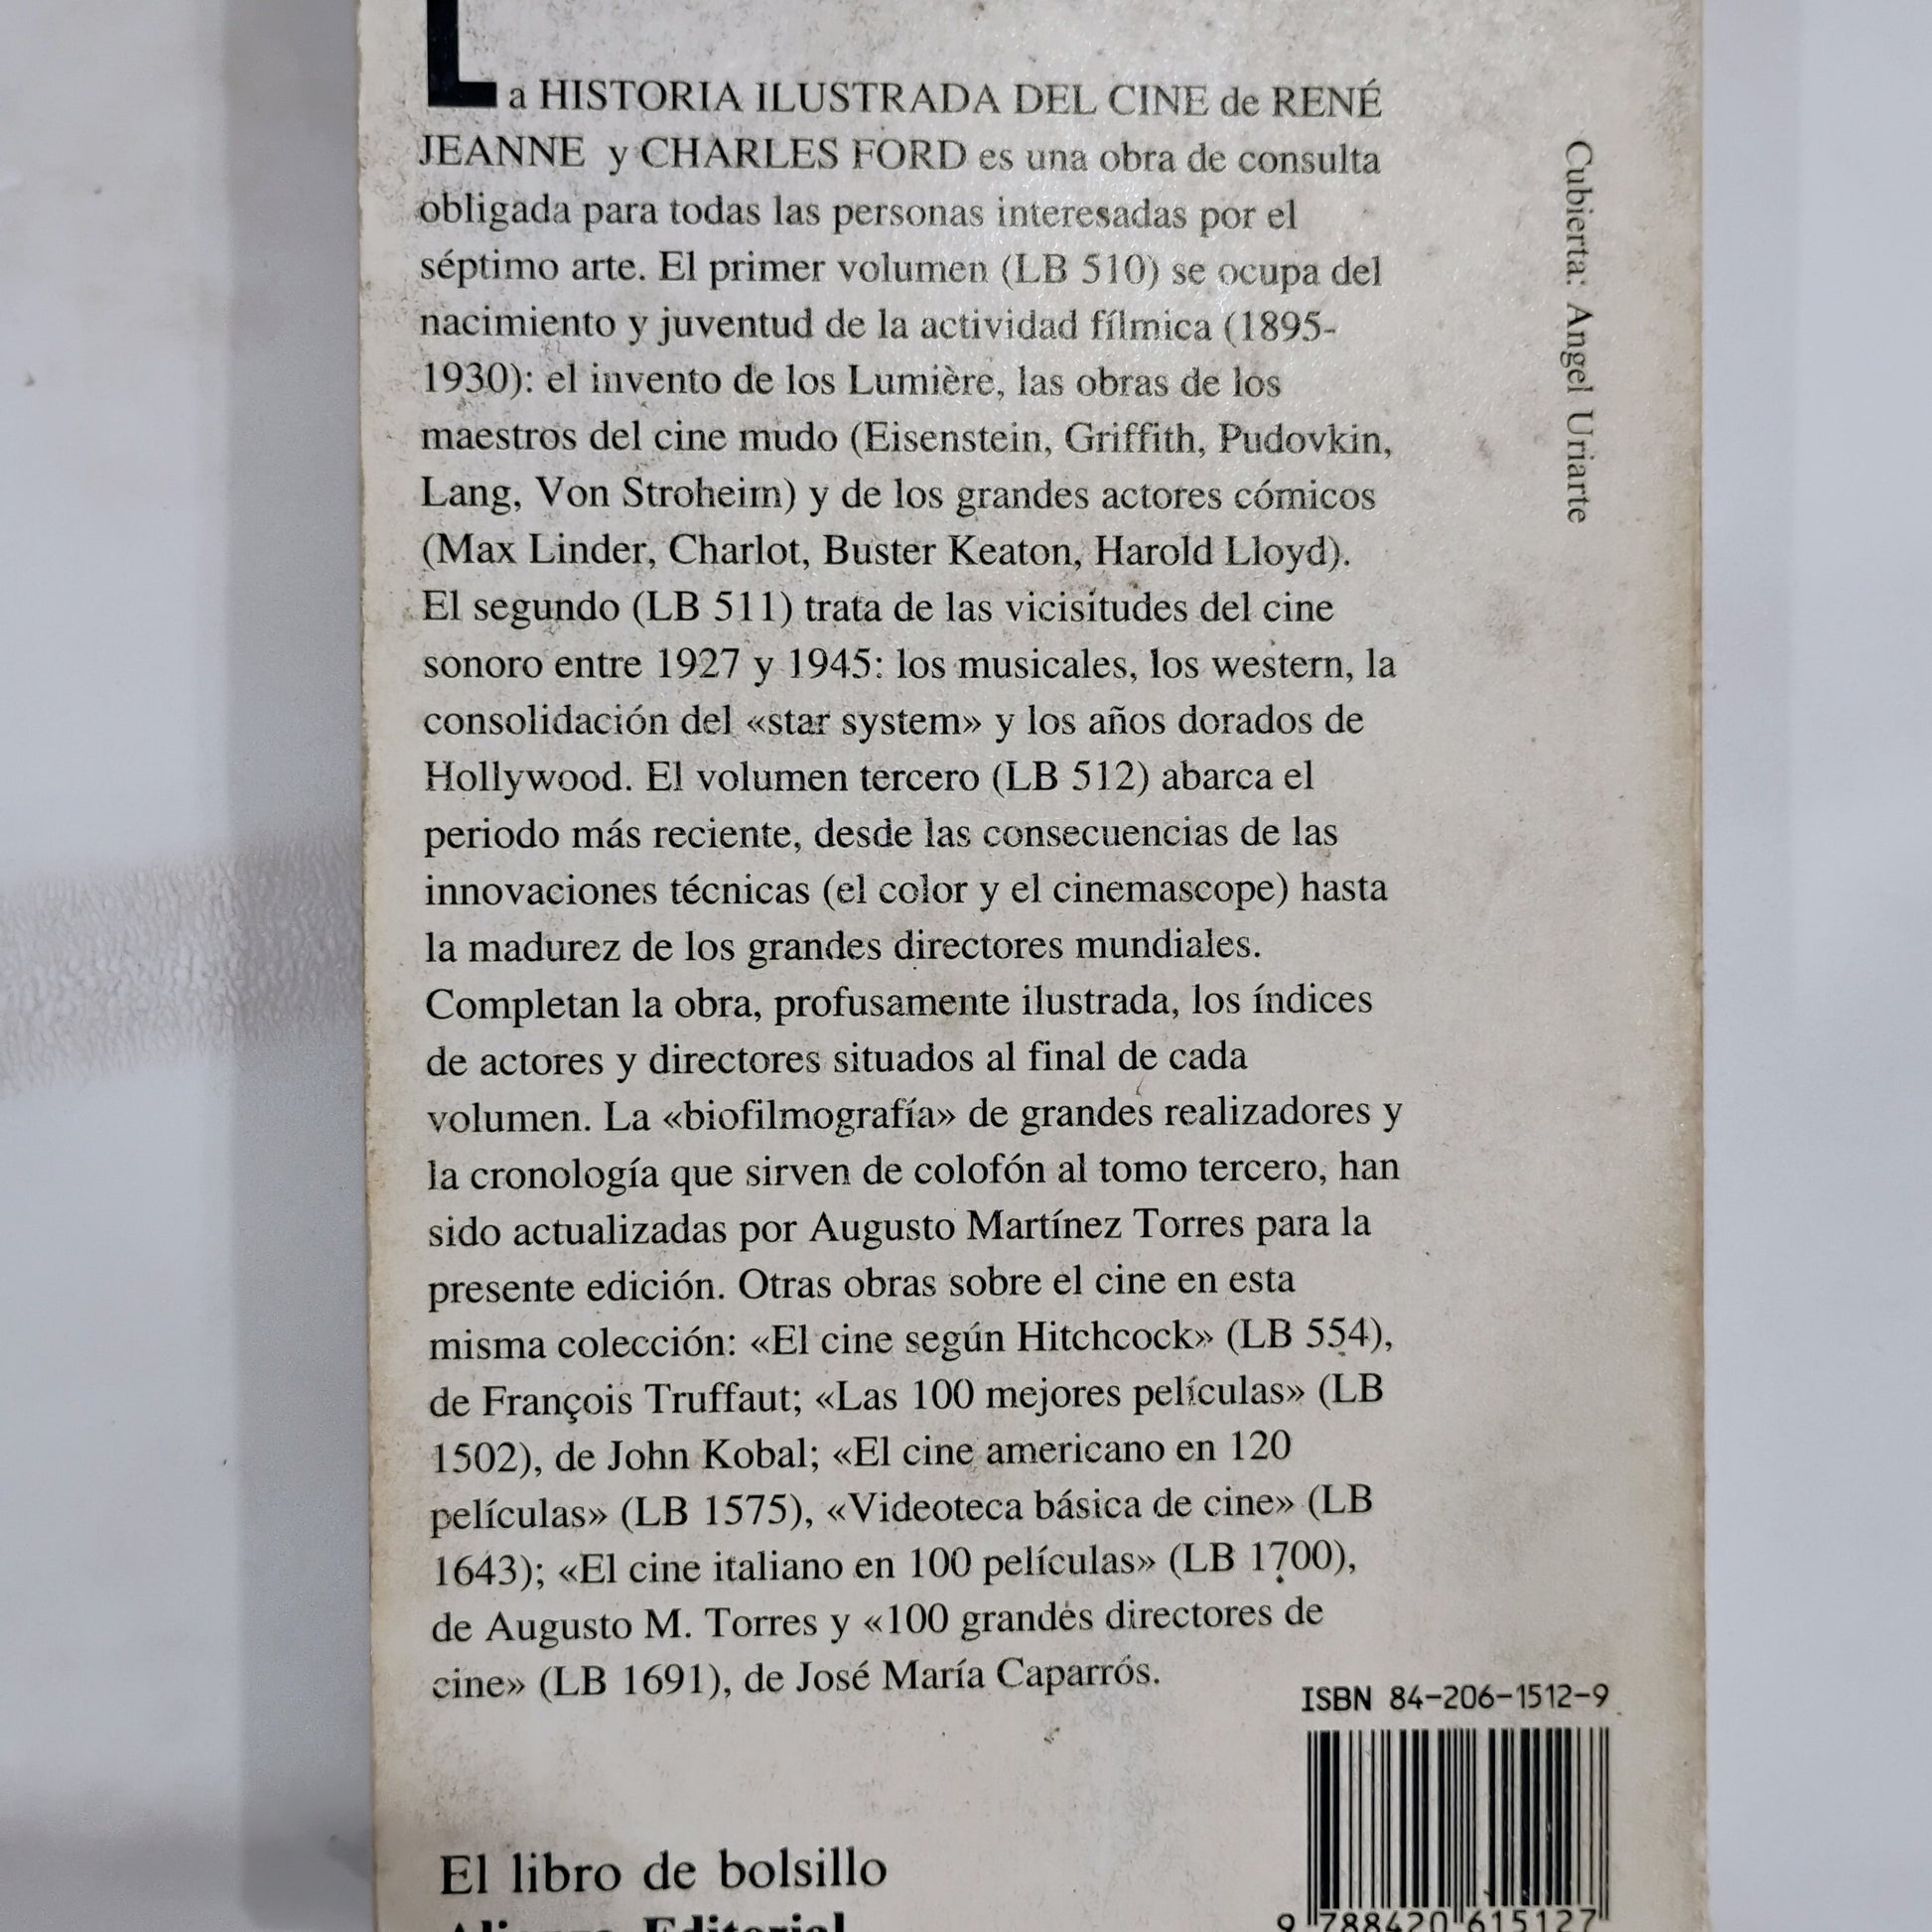 La HISTORIA ILUSTRADA DEL CINE de RENÉ
JEANNE y CHARLES FORD es una obra de consulta
obligada para todas las personas interesadas por el
séptimo arte. El primer volumen (LB 510) se ocupa del
nacimiento y juventud de la actividad fílmica (1895-
1930): el invento de los Lumière, las obras de los
maestros del cine mudo (Eisenstein, Griffith, Pudovkin,
Lang, Von Stroheim) y de los grandes actores cómicos
(Max Linder, Charlot, Buster Keaton, Harold Lloyd).
El segundo (LB 511) trata de las vicisitudes del cine
sonoro entre 1927 y 1945: los musicales, los western, la
consolidación del «star system» y los años dorados de
Hollywood. El volumen tercero (LB 512) abarca el
periodo más reciente, desde las consecuencias de las
innovaciones técnicas (el color y el cinemascope) hasta
la madurez de los grandes directores mundiales.
Completan la obra, profusamente ilustrada, los índices
de actores y directores situados al final de cada
volumen. La «biofilmografía» de grandes realizadores y
la cronología que sirven de colofón al tomo tercero, han
sido actualizadas por Augusto Martínez Torres para la
presente edición. Otras obras sobre el cine en esta
misma colección: «El cine según Hitchcock» (LB 554),
de François Truffaut; «Las 100 mejores películas» (LB
1502), de John Kobal; «El cine americano en 120
películas» (LB 1575), «Videoteca básica de cine» (LB
1643); «El cine italiano en 100 películas» (LB 1700),
de Augusto M. Torres y «100 grandes directores de
cine» (LB 1691), de José María Caparrós.
Cubierta: Angel Uriarte
ISBN 84-206-1512-9
9 788420 615127
El libro de bolsillo
Alianza Editorial